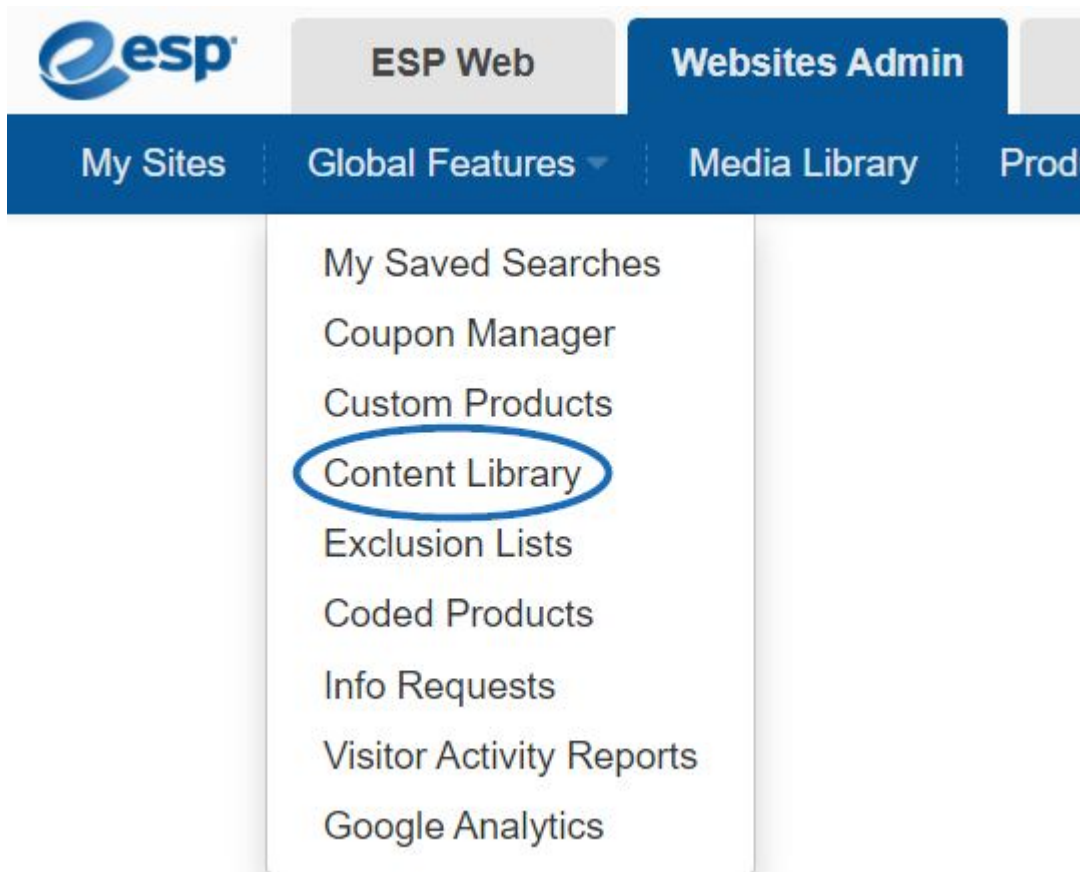 esp ESP Web Websites Admin
My Sites Global Features Media Library Prod
My Saved Searches
Coupon Manager
Custom Products
Content Library
Exclusion Lists
Coded Products
Info Requests
Visitor Activity Reports
Google Analytics